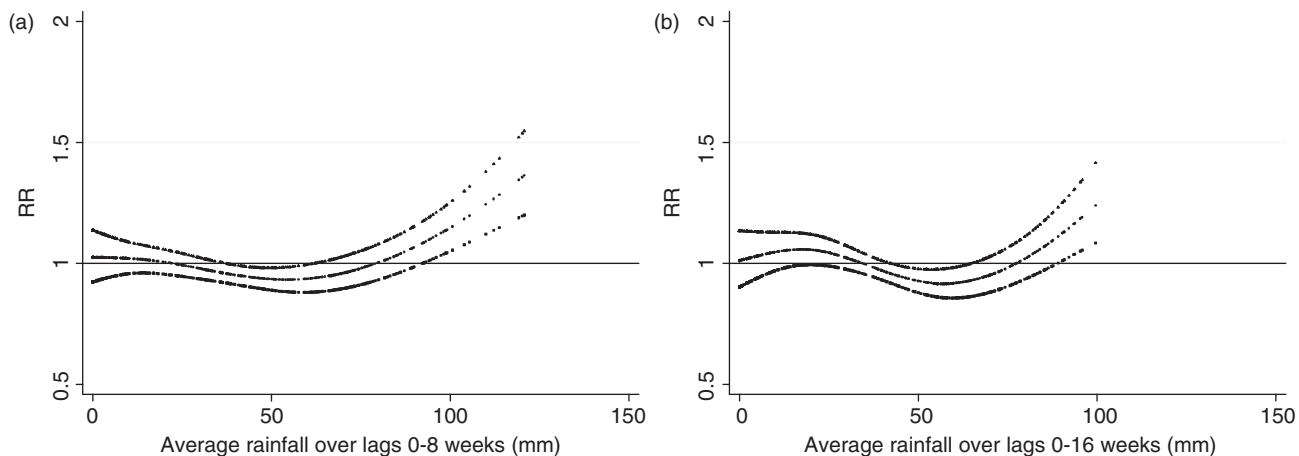 (a)
2
1.5
1
0.5
RR
0
50
100
150
Average rainfall over lags 0-8 weeks (mm)
(b)
2
1.5
1
0.5
RR
0
50
100
150
Average rainfall over lags 0-16 weeks (mm)